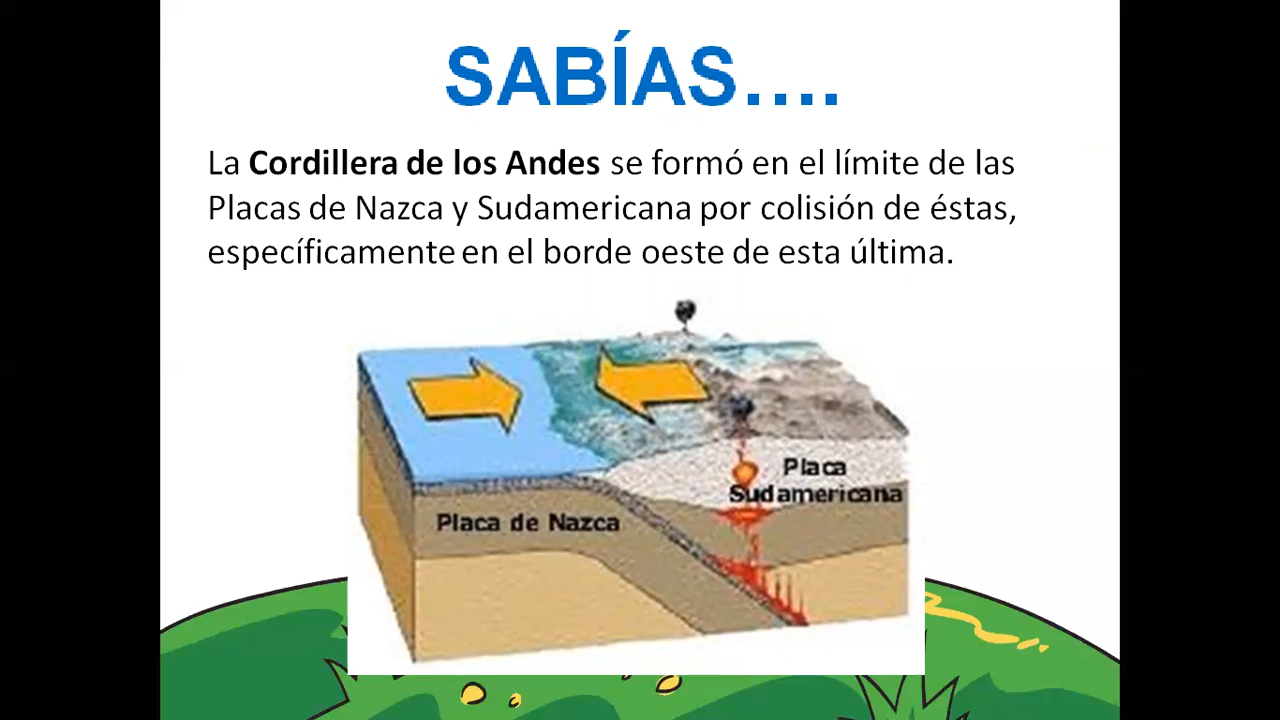 SABÍAS....
La Cordillera de los Andes se formó en el límite de las
Placas de Nazca y Sudamericana por colisión de éstas,
específicamente en el borde oeste de esta última.
Placa
Sudamericana
Placa de Nazca